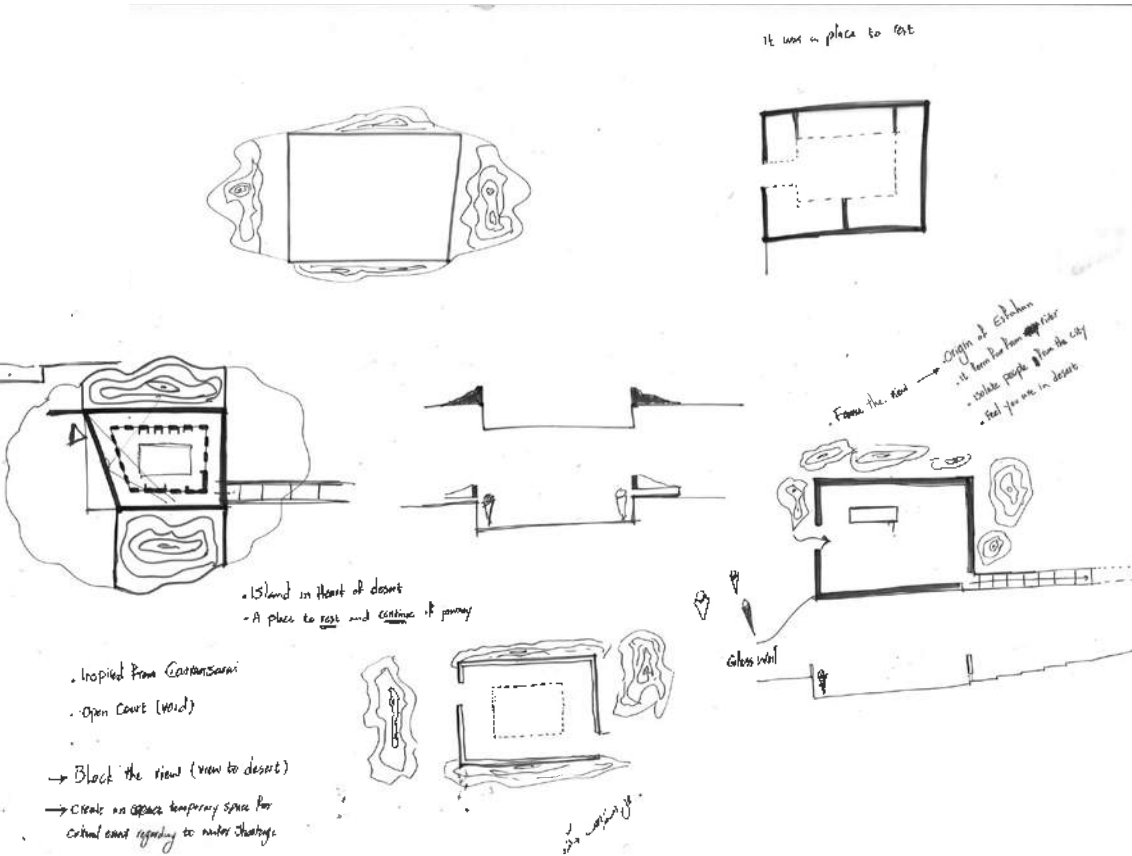 It was a place to rest
Origin of Esfahan
. It form far from river
. isolate people from the city
. feel you are in desert
. Frame the view →
. Island in heart of desert
- A place to rest and continue journey
Glass wall
. Inspired from Caravanserai
. Open Court (void)
.
→ Block the view (view to desert)
→ Create an temporary space for
cultural event regarding to water shortage